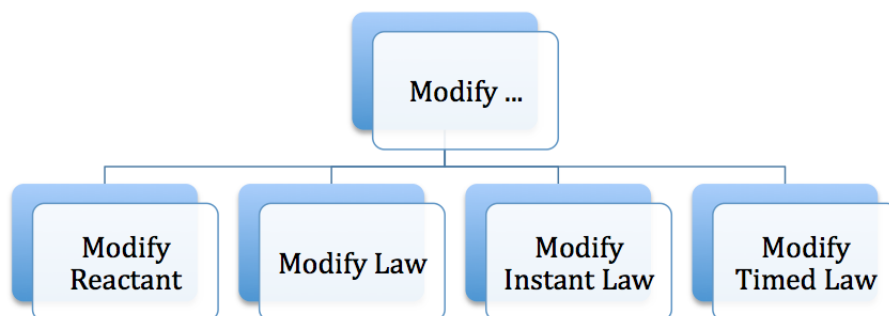 Modify ...
Modify
Reactant
Modify Law
Modify
Instant Law
Modify
Timed Law